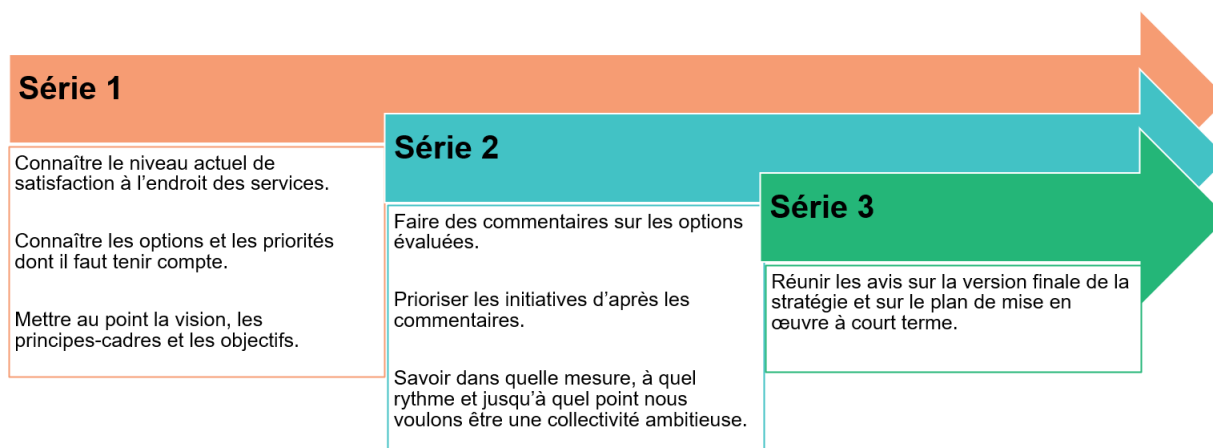 Série 1
Connaître le niveau actuel de
satisfaction à l’endroit des services.
Connaître les options et les priorités
dont il faut tenir compte.
Mettre au point la vision, les
principes-cadres et les objectifs.
Série 2
Faire des commentaires sur les options
évaluées.
Prioriser les initiatives d’après les
commentaires.
Savoir dans quelle mesure, à quel
rythme et jusqu’à quel point nous
voulons être une collectivité ambitieuse.
Série 3
Réunir les avis sur la version finale de la
stratégie et sur le plan de mise en
œuvre à court terme.